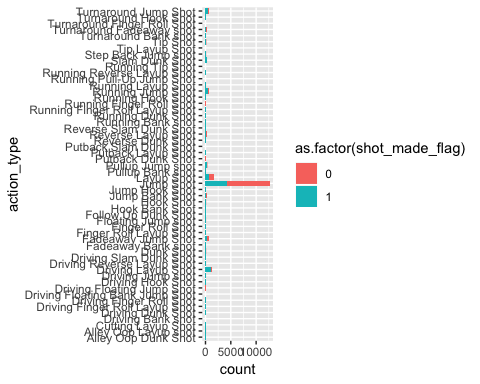 Turnaround Jump Shot
Turnaround Hook Shot
Turnaround Finger Roll Shot
Turnaround Fadeaway shot
Turnaround Bank shot
Tip Shot
Tip Layup Shot
Step Back Jump shot
Slam Dunk Shot
Running Tip Shot
Running Reverse Layup Shot
Running Pull-Up Jump Shot
Running Layup Shot
Running Jump Shot
Running Hook Shot
Running Finger Roll Shot
Running Finger Roll Layup Shot
Running Dunk Shot
Running Bank shot
Reverse Slam Dunk Shot
Reverse Layup Shot
Reverse Dunk Shot
Putback Slam Dunk Shot
Putback Layup Shot
Putback Dunk Shot
Pullup Jump shot
Pullup Bank shot
Layup Shot
Jump Shot
Jump Hook Shot
Jump Bank Shot
Hook Shot
Hook Bank Shot
Follow Up Dunk Shot
Floating Jump shot
Finger Roll Shot
Finger Roll Layup Shot
Fadeaway Jump Shot
Fadeaway Bank shot
Dunk Shot
Driving Slam Dunk Shot
Driving Reverse Layup Shot
Driving Layup Shot
Driving Jump shot
Driving Hook Shot
Driving Floating Jump Shot
Driving Floating Bank Jump Shot
Driving Finger Roll Shot
Driving Finger Roll Layup Shot
Driving Dunk Shot
Driving Bank shot
Cutting Layup Shot
Alley Oop Layup shot
Alley Oop Dunk Shot
action_type
0 5000 10000
count
as.factor(shot_made_flag)
0
1